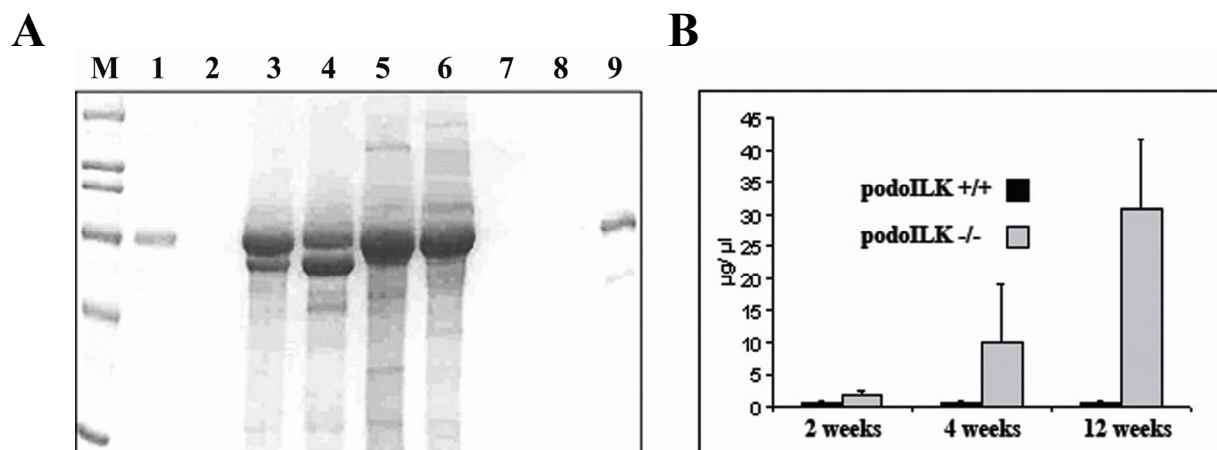 A
B
M 1 2 3 4 5 6 7 8 9
45
40
35
30
25
20
15
10
5
0
µg/ µl
podoILK +/+
podoILK -/-
2 weeks 4 weeks 12 weeks